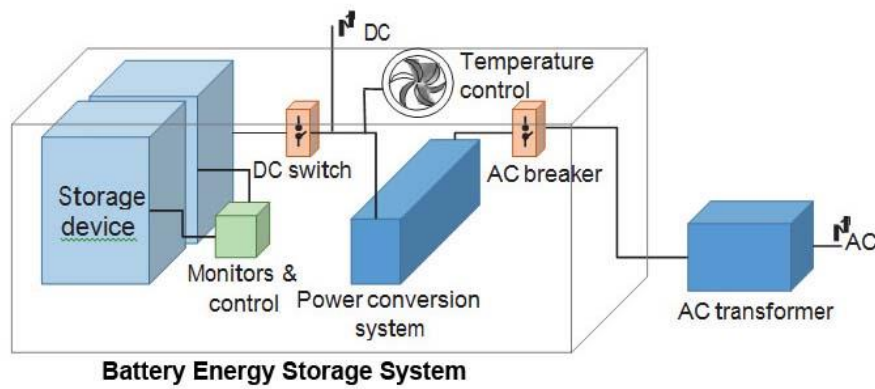 DC
Temperature
control
DC switch
AC breaker
Storage
device
Monitors &
control
Power conversion
system
AC
AC transformer
Battery Energy Storage System